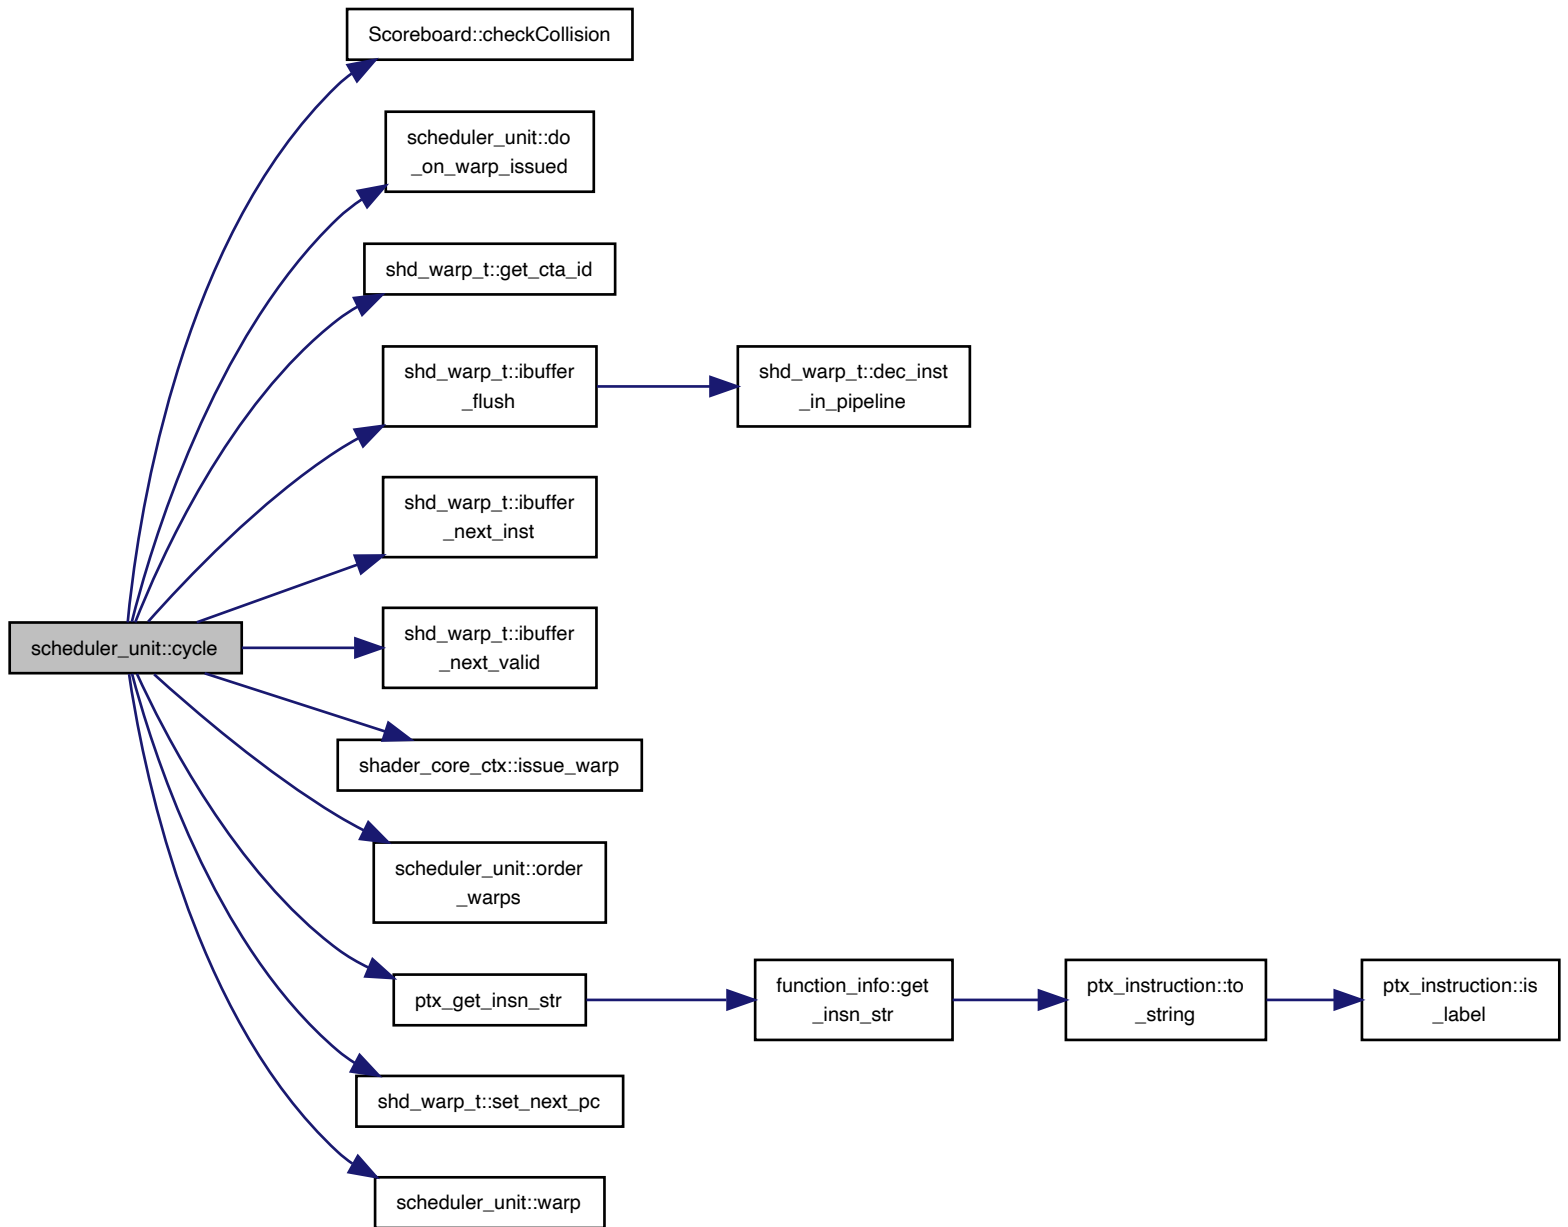 Scoreboard::checkCollision
scheduler_unit::do
_on_warp_issued
shd_warp_t::get_cta_id
shd_warp_t::ibuffer
_flush
shd_warp_t::dec_inst
_in_pipeline
shd_warp_t::ibuffer
_next_inst
scheduler_unit::cycle
shd_warp_t::ibuffer
_next_valid
shader_core_ctx::issue_warp
scheduler_unit::order
_warps
ptx_get_insn_str
function_info::get
_insn_str
ptx_instruction::to
_string
ptx_instruction::is
_label
shd_warp_t::set_next_pc
scheduler_unit::warp